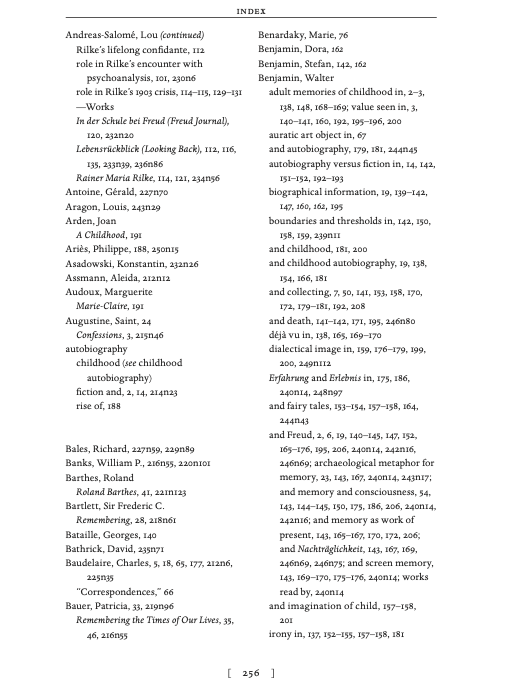 INDEX
Andreas-Salomé, Lou (continued)
Rilke's lifelong confidante, 112
role in Rilke's encounter with
psychoanalysis, 101, 230n6
role in Rilke's 1903 crisis, 114–115, 129–131
—Works
In der Schule bei Freud (Freud Journal),
120, 232n20
Lebensrückblick (Looking Back), 112, 116,
135, 233n39, 236n86
Rainer Maria Rilke, 114, 121, 234n56
Antoine, Gérald, 227n70
Aragon, Louis, 243n29
Arden, Joan
A Childhood, 191
Ariès, Philippe, 188, 250n15
Asadowski, Konstantin, 232n26
Assmann, Aleida, 212n12
Audoux, Marguerite
Marie-Claire, 191
Augustine, Saint, 24
Confessions, 3, 215n46
autobiography
childhood (see childhood
autobiography)
fiction and, 2, 14, 214n23
rise of, 188
Bales, Richard, 227n59, 229n89
Banks, William P., 216n55, 220n101
Barthes, Roland
Roland Barthes, 41, 221n123
Bartlett, Sir Frederic C.
Remembering, 28, 218n61
Bataille, Georges, 140
Bathrick, David, 235n71
Baudelaire, Charles, 5, 18, 65, 177, 212n6,
225n35
"Correspondences," 66
Bauer, Patricia, 33, 219n96
Remembering the Times of Our Lives, 35,
46, 216n55
Benardaky, Marie, 76
Benjamin, Dora, 162
Benjamin, Stefan, 142, 162
Benjamin, Walter
adult memories of childhood in, 2–3,
138, 148, 168–169; value seen in, 3,
140–141, 160, 192, 195–196, 200
auratic art object in, 67
and autobiography, 179, 181, 244n45
autobiography versus fiction in, 14, 142,
151–152, 192–193
biographical information, 19, 139–142,
147, 160, 162, 195
boundaries and thresholds in, 142, 150,
158, 159, 239n11
and childhood, 181, 200
and childhood autobiography, 19, 138,
154, 166, 181
and collecting, 7, 50, 141, 153, 158, 170,
172, 179–181, 192, 208
and death, 141–142, 171, 195, 246n80
déjà vu in, 138, 165, 169–170
dialectical image in, 159, 176–179, 199,
200, 249n112
Erfahrung and Erlebnis in, 175, 186,
240n14, 248n97
and fairy tales, 153–154, 157–158, 164,
244n43
and Freud, 2, 6, 19, 140–145, 147, 152,
165–176, 195, 206, 240n14, 242n16,
246n69; archaeological metaphor for
memory, 23, 143, 167, 240n14, 243n17;
and memory and consciousness, 54,
143, 144–145, 150, 175, 186, 206, 240n14,
242n16; and memory as work of
present, 143, 165–167, 170, 172, 206;
and Nachträglichkeit, 143, 167, 169,
246n69, 246n75; and screen memory,
143, 169–170, 175–176, 240n14; works
read by, 240n14
and imagination of child, 157–158,
201
irony in, 137, 152–155, 157–158, 181
[ 256 ]